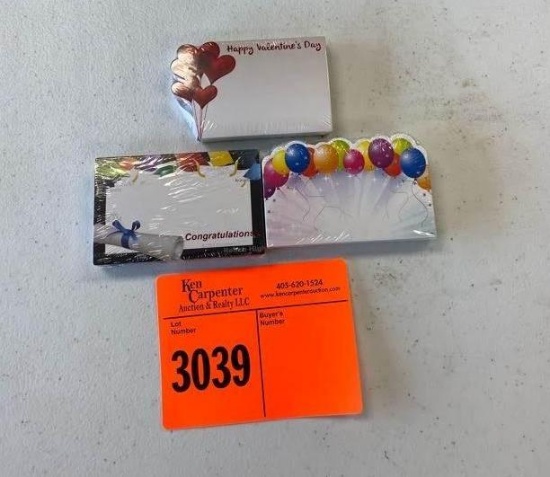 Happy Valentine's Day
Congratulations
Ken
Carpenter
Auction & Realty LLC
405-620-1524
www.kencarpenterauction.com
Lot
Number
Buyer's
Number
3039